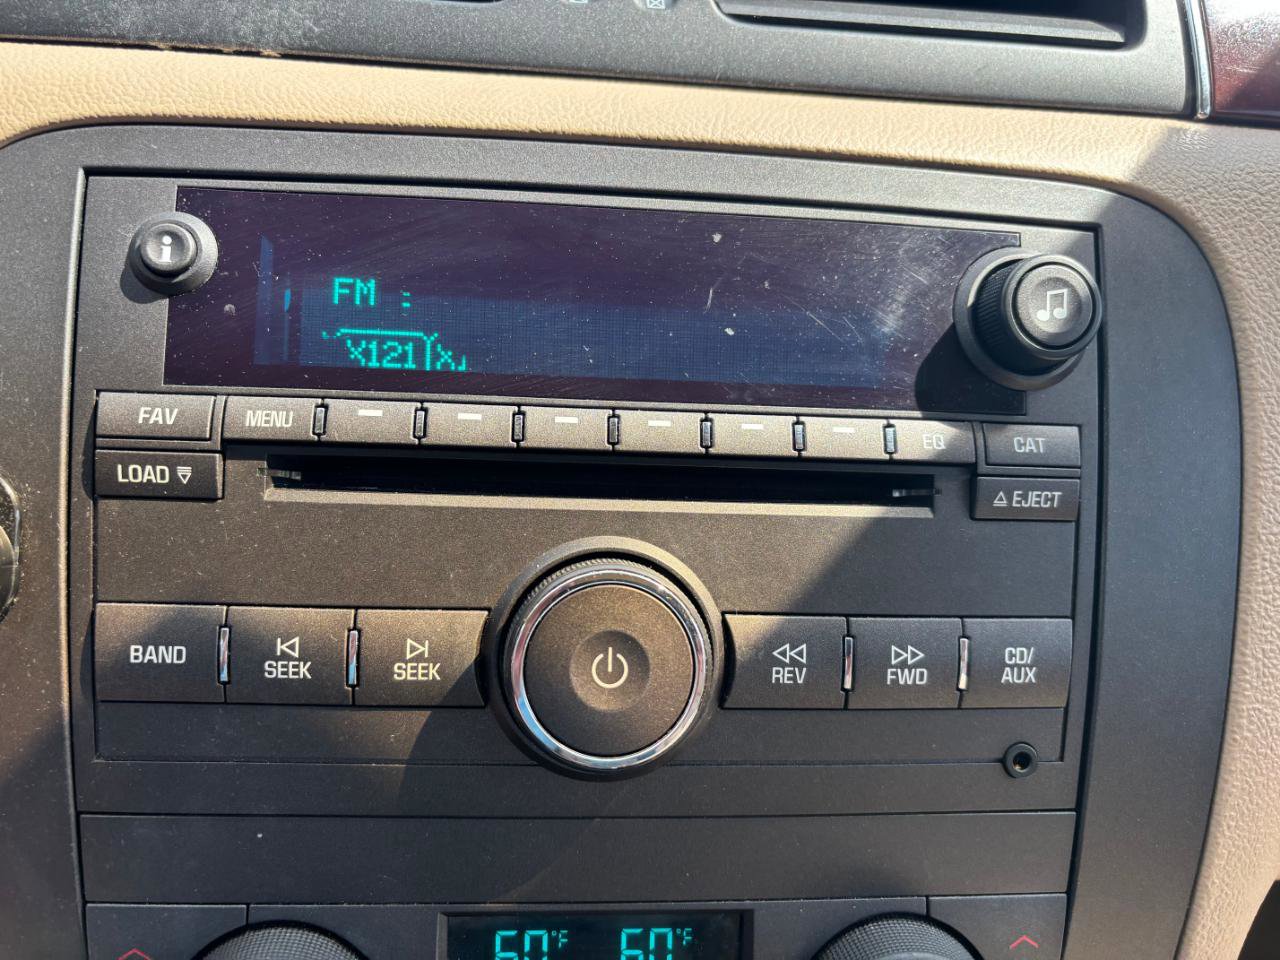 i
FM
X121
FAV MENU EQ CAT
LOAD EJECT
BAND SEEK SEEK REV FWD CD/
AUX
60°F 60°F